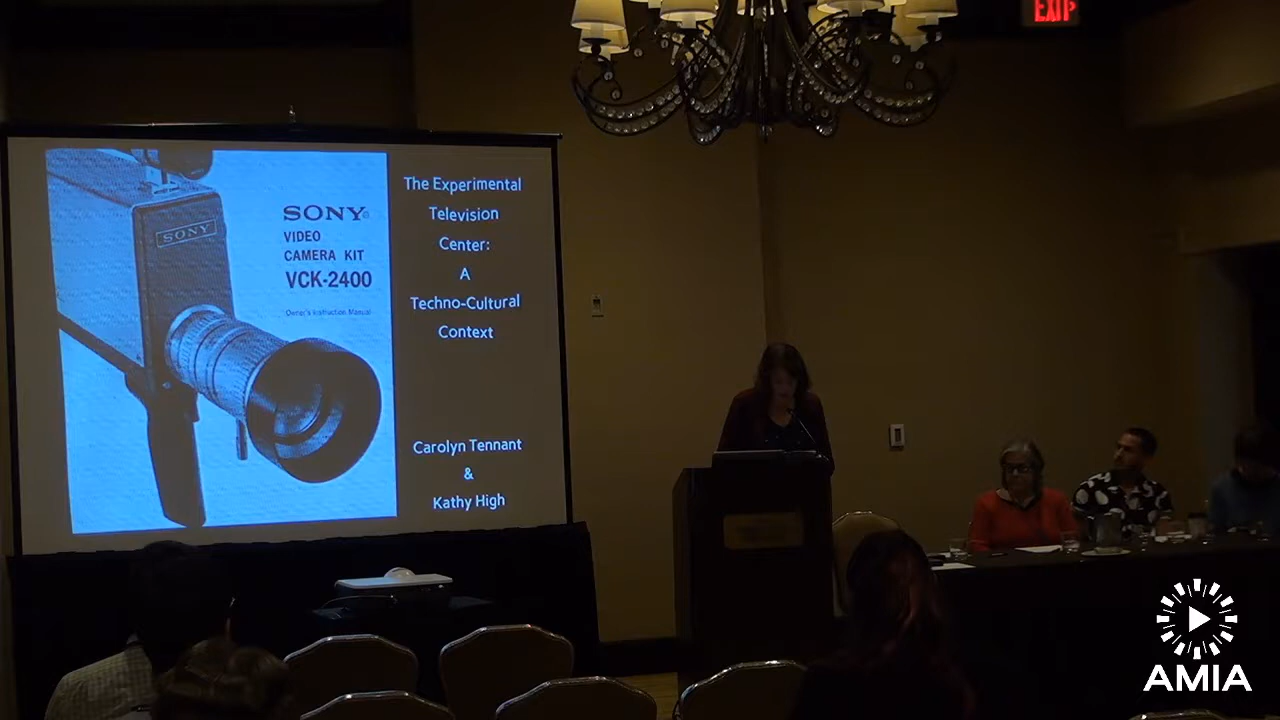 EXIT
SONY
SONY®
VIDEO
CAMERA KIT
VCK-2400
Owner's Instruction Manual
The Experimental
Television
Center:
A
Techno-Cultural
Context
Carolyn Tennant
&
Kathy High
AMIA